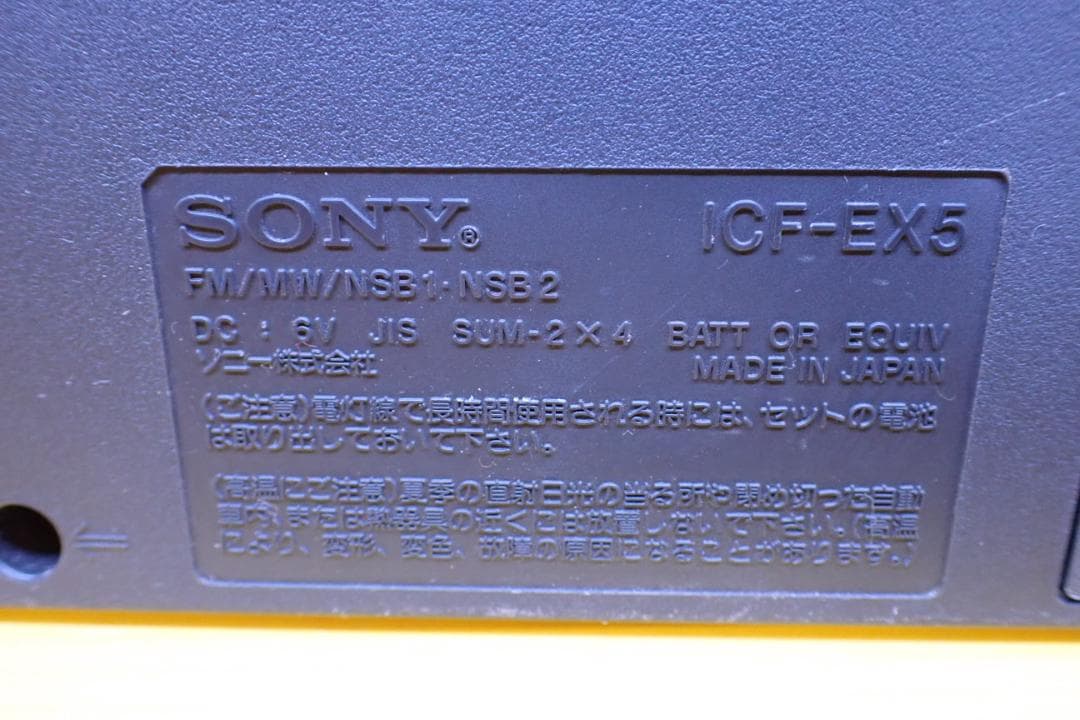 SONY® ICF-EX5
FM/MW/NSB1·NSB2
DC : 6V JIS SUM-2×4 BATT OR EQUIV
ソニー株式会社 MADE IN JAPAN
(ご注意)電灯線で長時間使用される時には、セットの電池
は取り出しておいて下さい。
(高温にご注意)夏季の直射日光の当る所や閉め切った自動
車内、または熱器具の近くには放置しないで下さい。(高温
により、変形、変色、故障の原因になることがあります。)